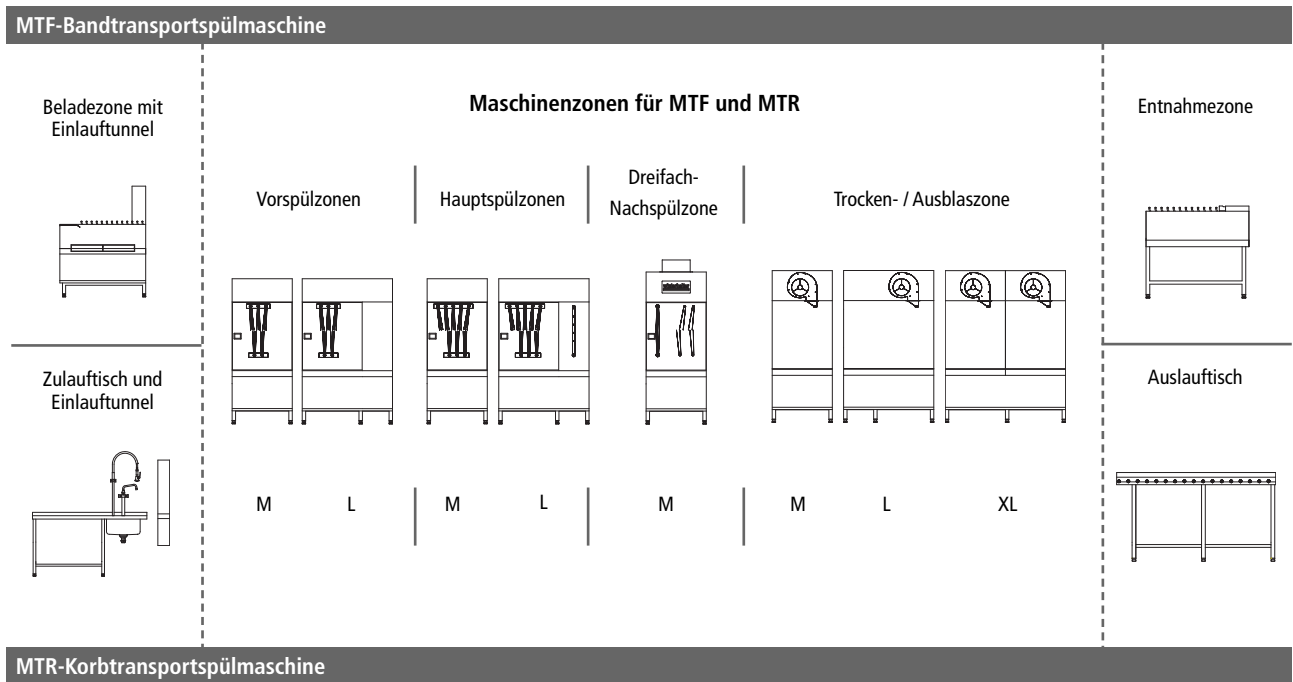 MTF-Bandtransportspülmaschine
Beladezone mit
Einlauftunnel
Maschinenzonen für MTF und MTR
Entnahmezone
Vorspülzonen
Hauptspülzonen
Dreifach-
Nachspülzone
Trocken- / Ausblaszone
Zulauftisch und
Einlauftunnel
Auslauftisch
M L M L M M L XL
MTR-Korbtransportspülmaschine